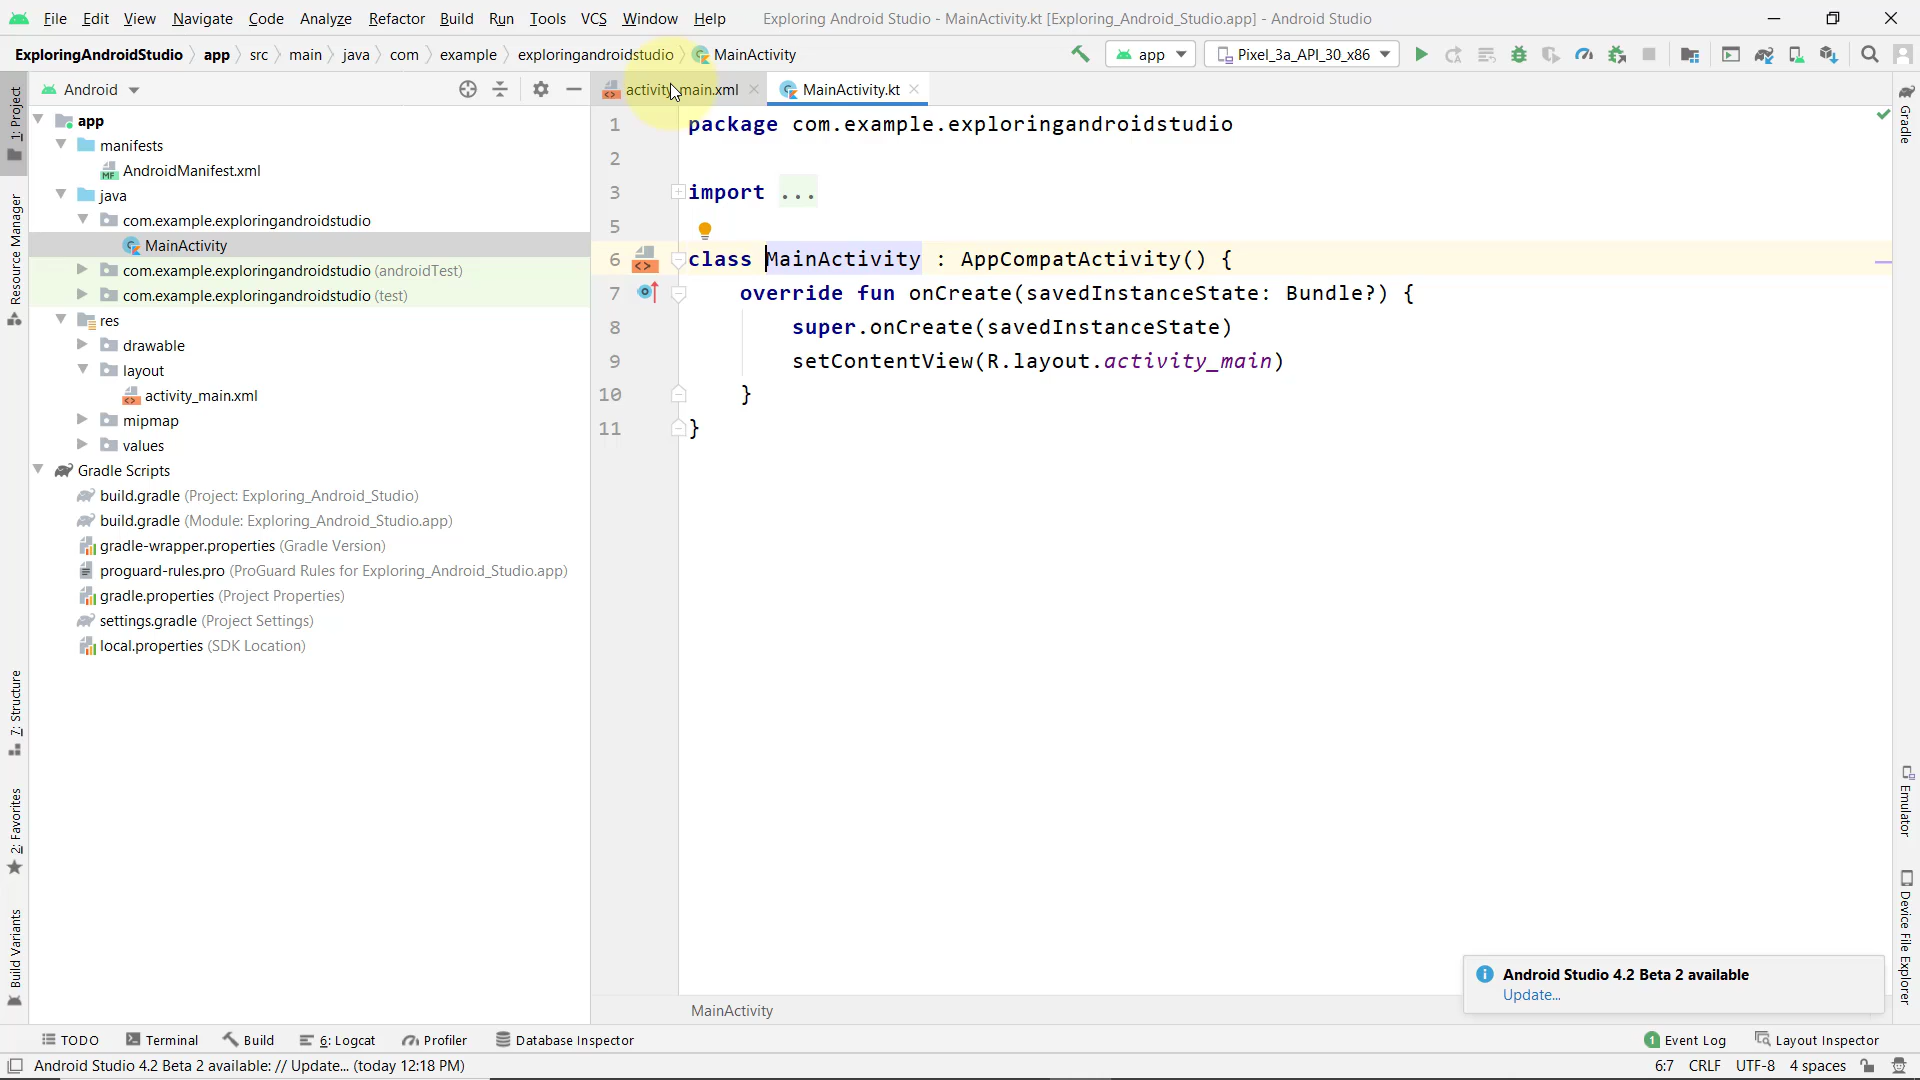 File Edit View Navigate Code Analyze Refactor Build Run Tools VCS Window Help Exploring Android Studio - MainActivity.kt [Exploring_Android_Studio.app] - Android Studio
ExploringAndroidStudio app src main java com example exploringandroidstudio MainActivity app Pixel_3a_API_30_x86
Android
activity_main.xml MainActivity.kt
1: Project
Resource Manager
7: Structure
2: Favorites
Build Variants
app
manifests
AndroidManifest.xml
java
com.example.exploringandroidstudio
MainActivity
com.example.exploringandroidstudio (androidTest)
com.example.exploringandroidstudio (test)
res
drawable
layout
activity_main.xml
mipmap
values
Gradle Scripts
build.gradle (Project: Exploring_Android_Studio)
build.gradle (Module: Exploring_Android_Studio.app)
gradle-wrapper.properties (Gradle Version)
proguard-rules.pro (ProGuard Rules for Exploring_Android_Studio.app)
gradle.properties (Project Properties)
settings.gradle (Project Settings)
local.properties (SDK Location)
1 package com.example.exploringandroidstudio
2
3 import ...
5
6 class MainActivity : AppCompatActivity() {
7 override fun onCreate(savedInstanceState: Bundle?) {
8 super.onCreate(savedInstanceState)
9 setContentView(R.layout.activity_main)
10 }
11 }
Gradle
Emulator
Device File Explorer
Android Studio 4.2 Beta 2 available
Update...
MainActivity
TODO Terminal Build 6: Logcat Profiler Database Inspector 1 Event Log Layout Inspector
Android Studio 4.2 Beta 2 available: // Update... (today 12:18 PM) 6:7 CRLF UTF-8 4 spaces